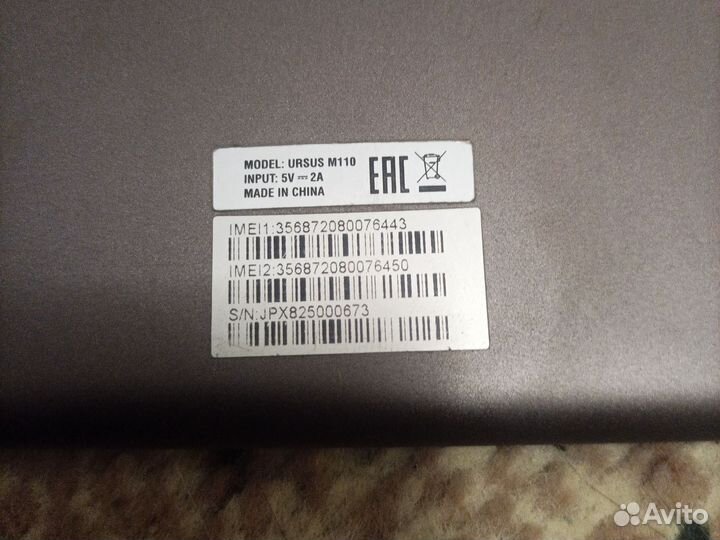 MODEL: URSUS M110
INPUT: 5V ⎓ 2A
MADE IN CHINA
EAC
IMEI1:356872080076443
IMEI2:356872080076450
S/N:JPX825000673
Avito